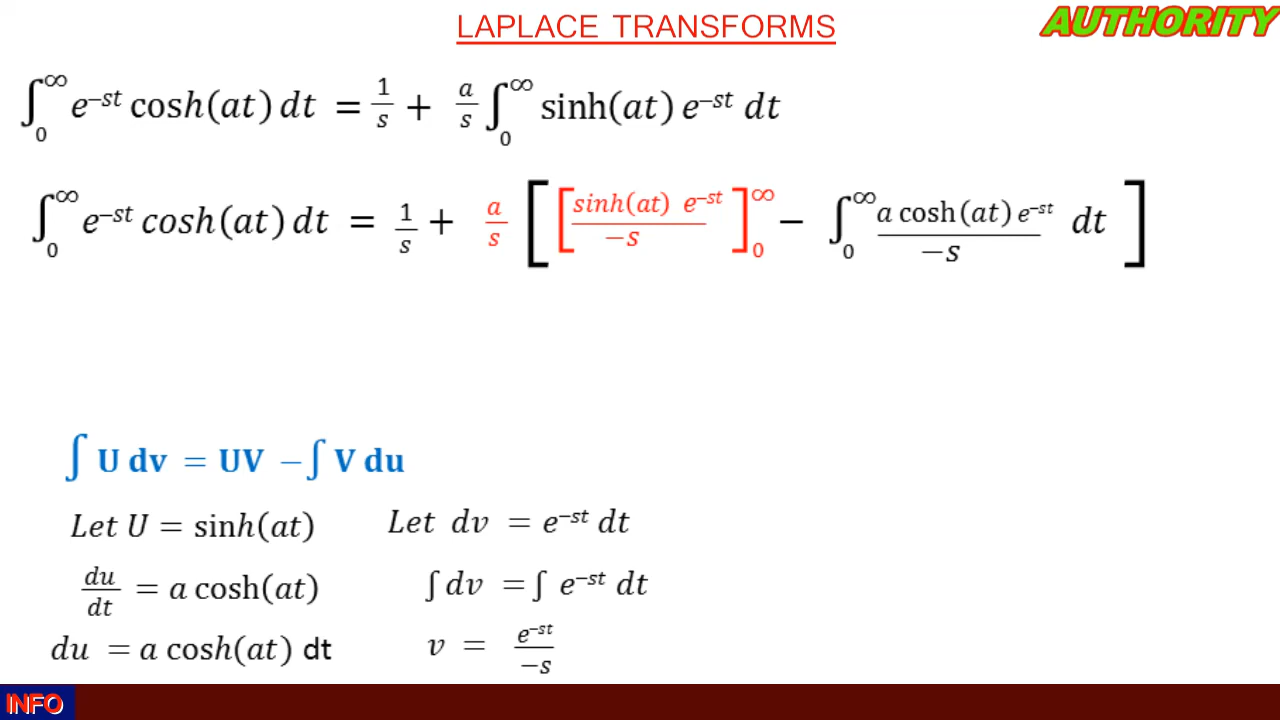 LAPLACE TRANSFORMS
AUTHORITY
∫₀^∞ e^–st cosh(at) dt = 1/s + a/s ∫₀^∞ sinh(at) e^–st dt
∫₀^∞ e^–st cosh(at) dt = 1/s + a/s [ [ sinh(at) e^–st / –s ]₀^∞ – ∫₀^∞ a cosh(at) e^–st / –s dt ]
∫ U dv = UV – ∫ V du
Let U = sinh(at) Let dv = e^–st dt
du/dt = a cosh(at) ∫ dv = ∫ e^–st dt
du = a cosh(at) dt v = e^–st / –s
INFO